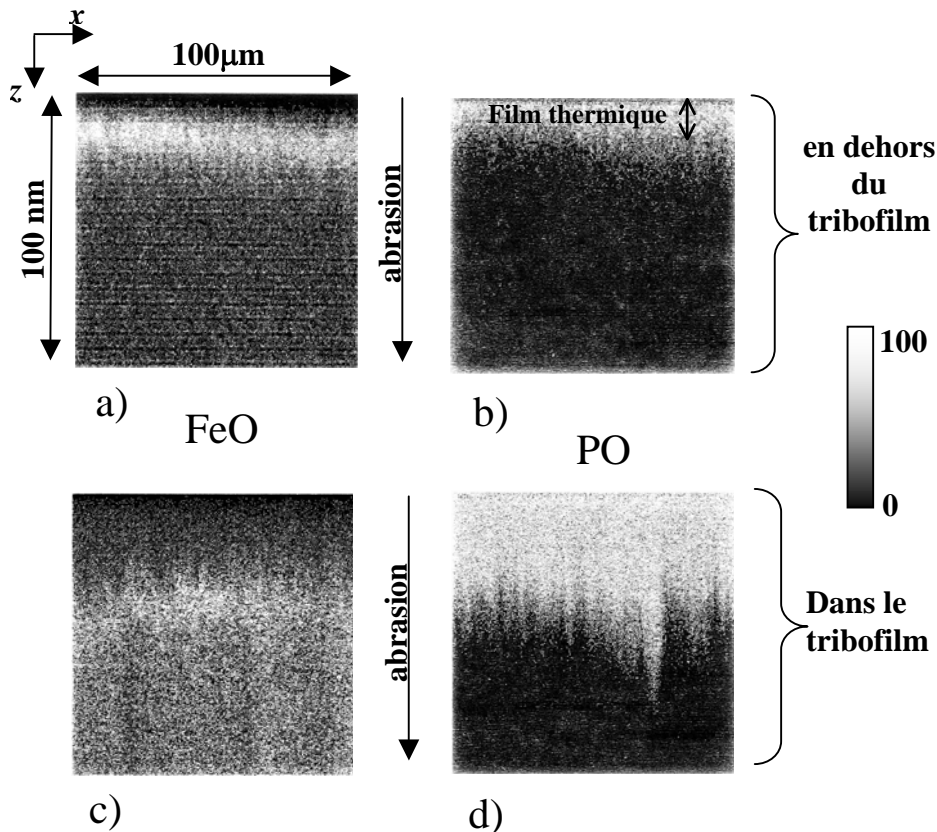 x
z
100µm
100 nm
abrasion
Film thermique
en dehors
du
tribofilm
a)
b)
FeO
PO
100
0
abrasion
Dans le
tribofilm
c)
d)